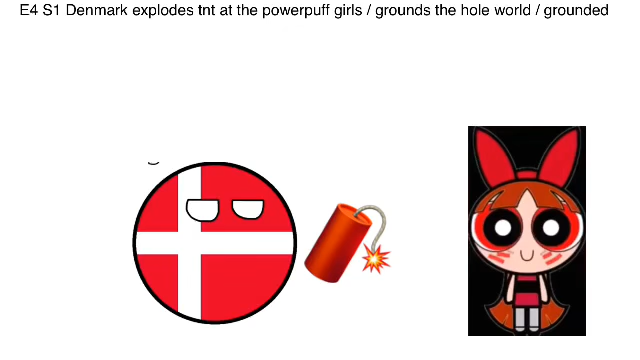 E4 S1 Denmark explodes tnt at the powerpuff girls / grounds the hole world / grounded